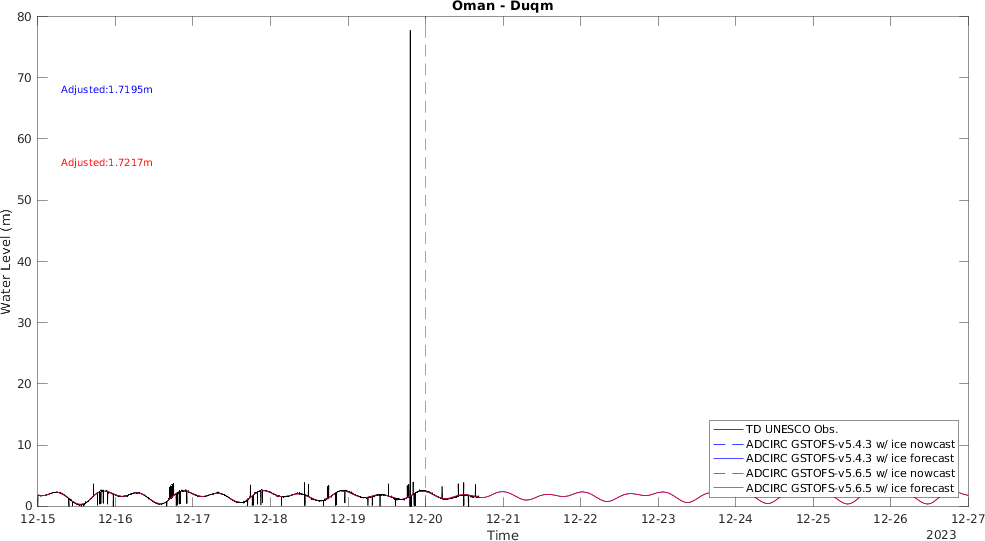 Oman - Duqm
80
70
60
50
40
30
20
10
0
Water Level (m)
Adjusted:1.7195m
Adjusted:1.7217m
TD UNESCO Obs.
ADCIRC GSTOFS-v5.4.3 w/ ice nowcast
ADCIRC GSTOFS-v5.4.3 w/ ice forecast
ADCIRC GSTOFS-v5.6.5 w/ ice nowcast
ADCIRC GSTOFS-v5.6.5 w/ ice forecast
12-15 12-16 12-17 12-18 12-19 12-20 12-21 12-22 12-23 12-24 12-25 12-26 12-27
Time
2023